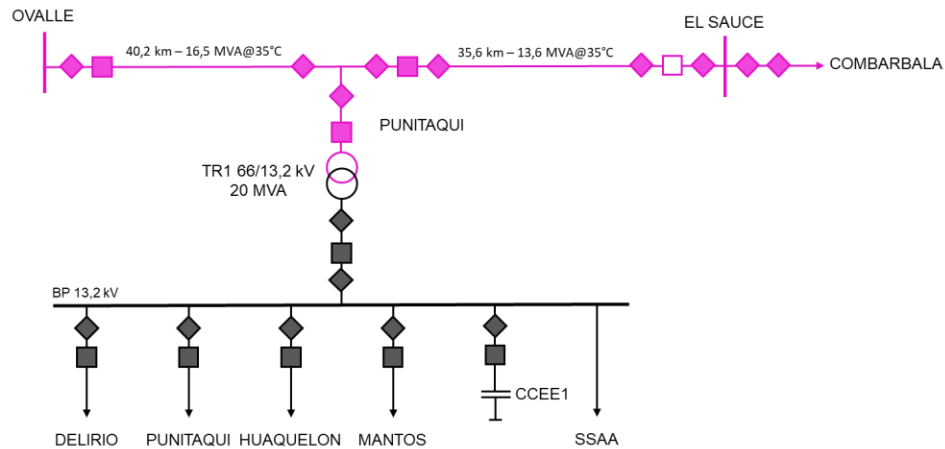 OVALLE
EL SAUCE
40,2 km – 16,5 MVA@35°C
35,6 km – 13,6 MVA@35°C
COMBARBALA
PUNITAQUI
TR1 66/13,2 kV
20 MVA
BP 13,2 kV
CCEE1
DELIRIO
PUNITAQUI
HUAQUELON
MANTOS
SSAA